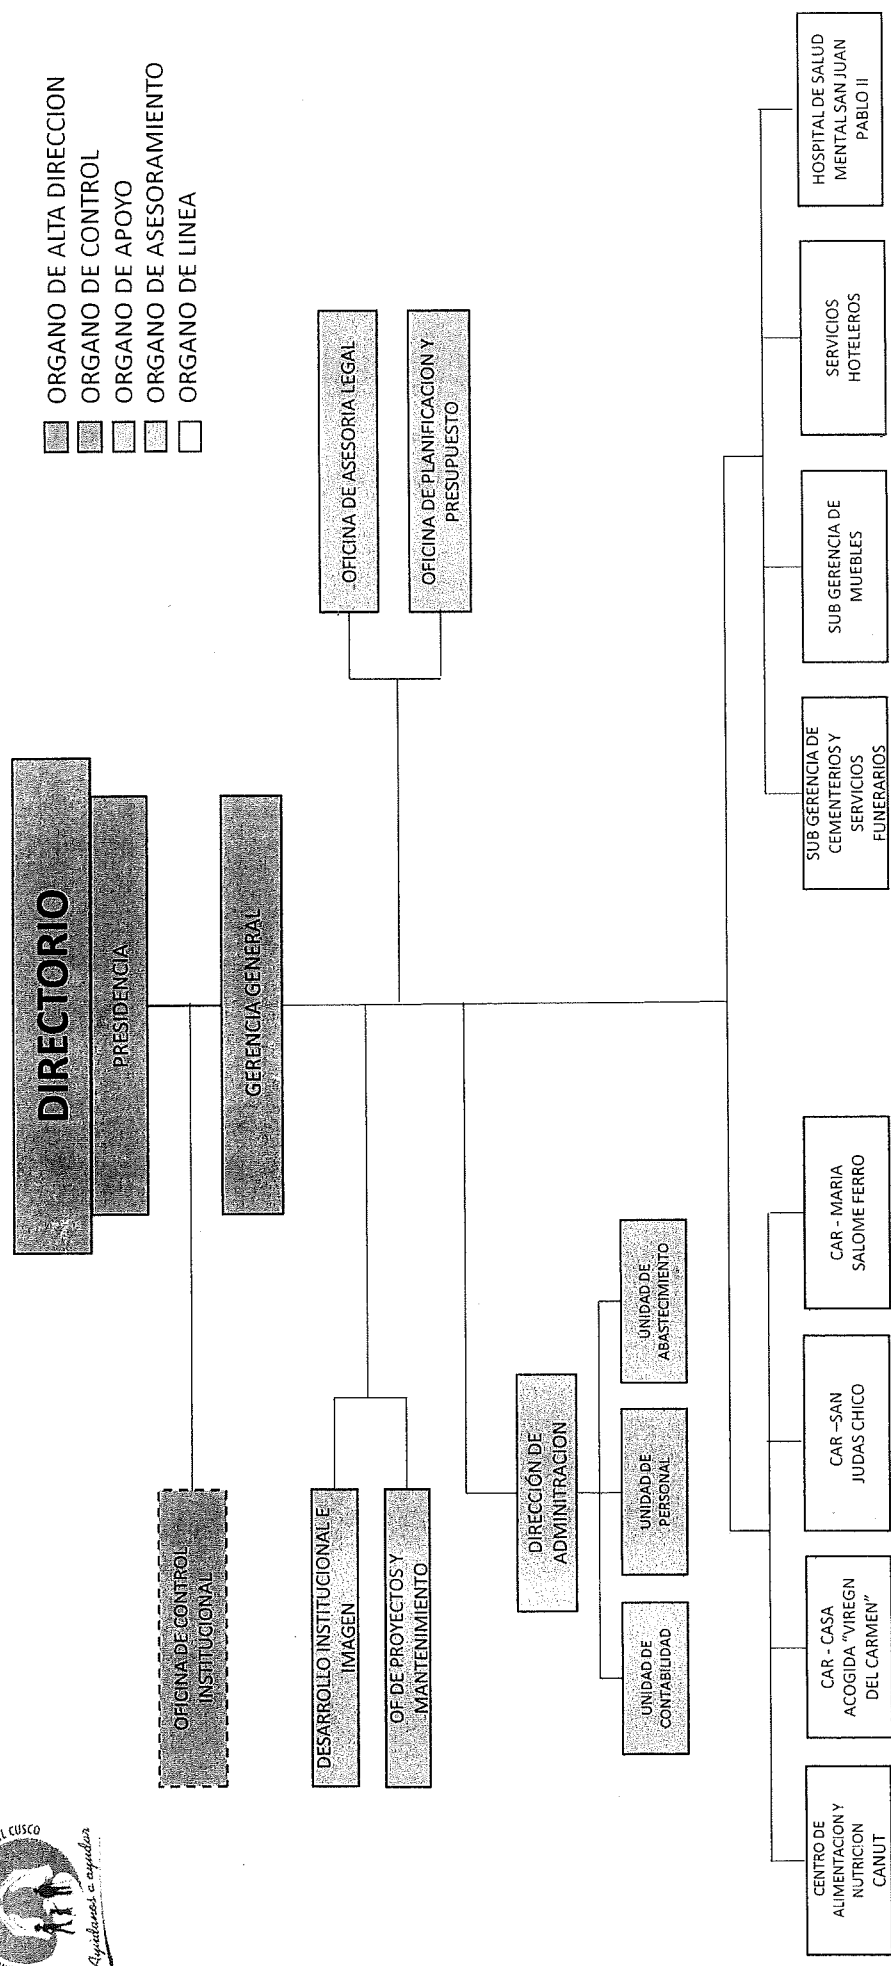 EL CUSCO
Ayúdanos a ayudar
DIRECTORIO
PRESIDENCIA
GERENCIA GENERAL
ORGANO DE ALTA DIRECCION
ORGANO DE CONTROL
ORGANO DE APOYO
ORGANO DE ASESORAMIENTO
ORGANO DE LINEA
OFICINA DE CONTROL
INSTITUCIONAL
DESARROLLO INSTITUCIONAL E
IMAGEN
OF DE PROYECTOS Y
MANTENIMIENTO
OFICINA DE ASESORIA LEGAL
OFICINA DE PLANIFICACION Y
PRESUPUESTO
DIRECCIÓN DE
ADMINITRACION
UNIDAD DE
CONTABILIDAD
UNIDAD DE
PERSONAL
UNIDAD DE
ABASTECIMIENTO
CENTRO DE
ALIMENTACION Y
NUTRICION
CANUT
CAR - CASA
ACOGIDA "VIREGN
DEL CARMEN"
CAR –SAN
JUDAS CHICO
CAR - MARIA
SALOME FERRO
SUB GERENCIA DE
CEMENTERIOS Y
SERVICIOS
FUNERARIOS
SUB GERENCIA DE
MUEBLES
SERVICIOS
HOTELEROS
HOSPITAL DE SALUD
MENTAL SAN JUAN
PABLO II